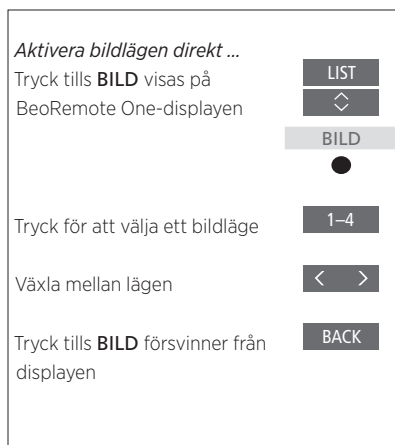 Aktivera bildlägen direkt ...
Tryck tills BILD visas på
BeoRemote One-displayen
LIST
BILD
Tryck för att välja ett bildläge
1–4
Växla mellan lägen
Tryck tills BILD försvinner från
displayen
BACK